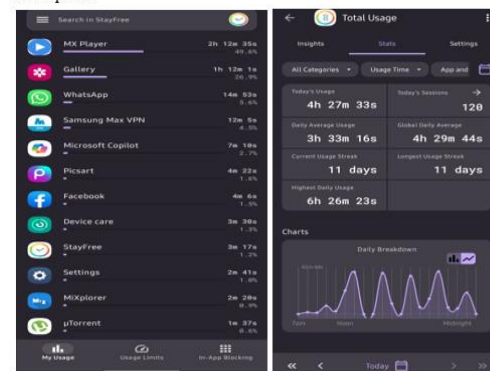 Search in StayFree
MX Player 2h 12m 35s
49.6%
Gallery 1h 12m 1s
26.9%
WhatsApp 14m 53s
5.6%
Samsung Max VPN 12m 5s
4.5%
Microsoft Copilot 7m 10s
2.7%
Picsart 4m 22s
1.6%
Facebook 4m 6s
1.5%
Device care 3m 30s
1.3%
StayFree 3m 17s
1.2%
Settings 2m 41s
1.0%
MiXplorer 2m 20s
0.9%
µTorrent 1m 37s
0.6%
My Usage Usage Limits In-App Blocking
Total Usage
Insights Stats Settings
All Categories Usage Time App and
Today's Usage Today's Sessions
4h 27m 33s 120
Daily Average Usage Global Daily Average
3h 33m 16s 4h 29m 44s
Current Usage Streak Longest Usage Streak
11 days 11 days
Highest Daily Usage
6h 26m 23s
Charts
Daily Breakdown
7am Noon Midnight
Today